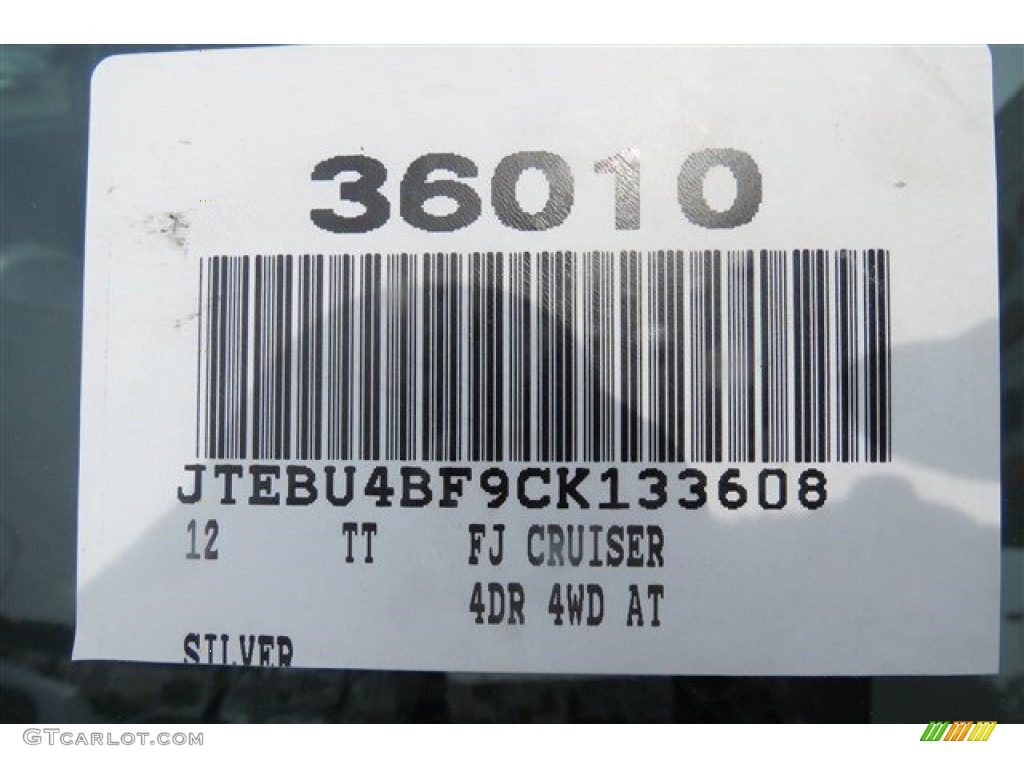 36010
JTEBU4BF9CK133608
12 TT FJ CRUISER
4DR 4WD AT
SILVER
GTCARLOT.COM